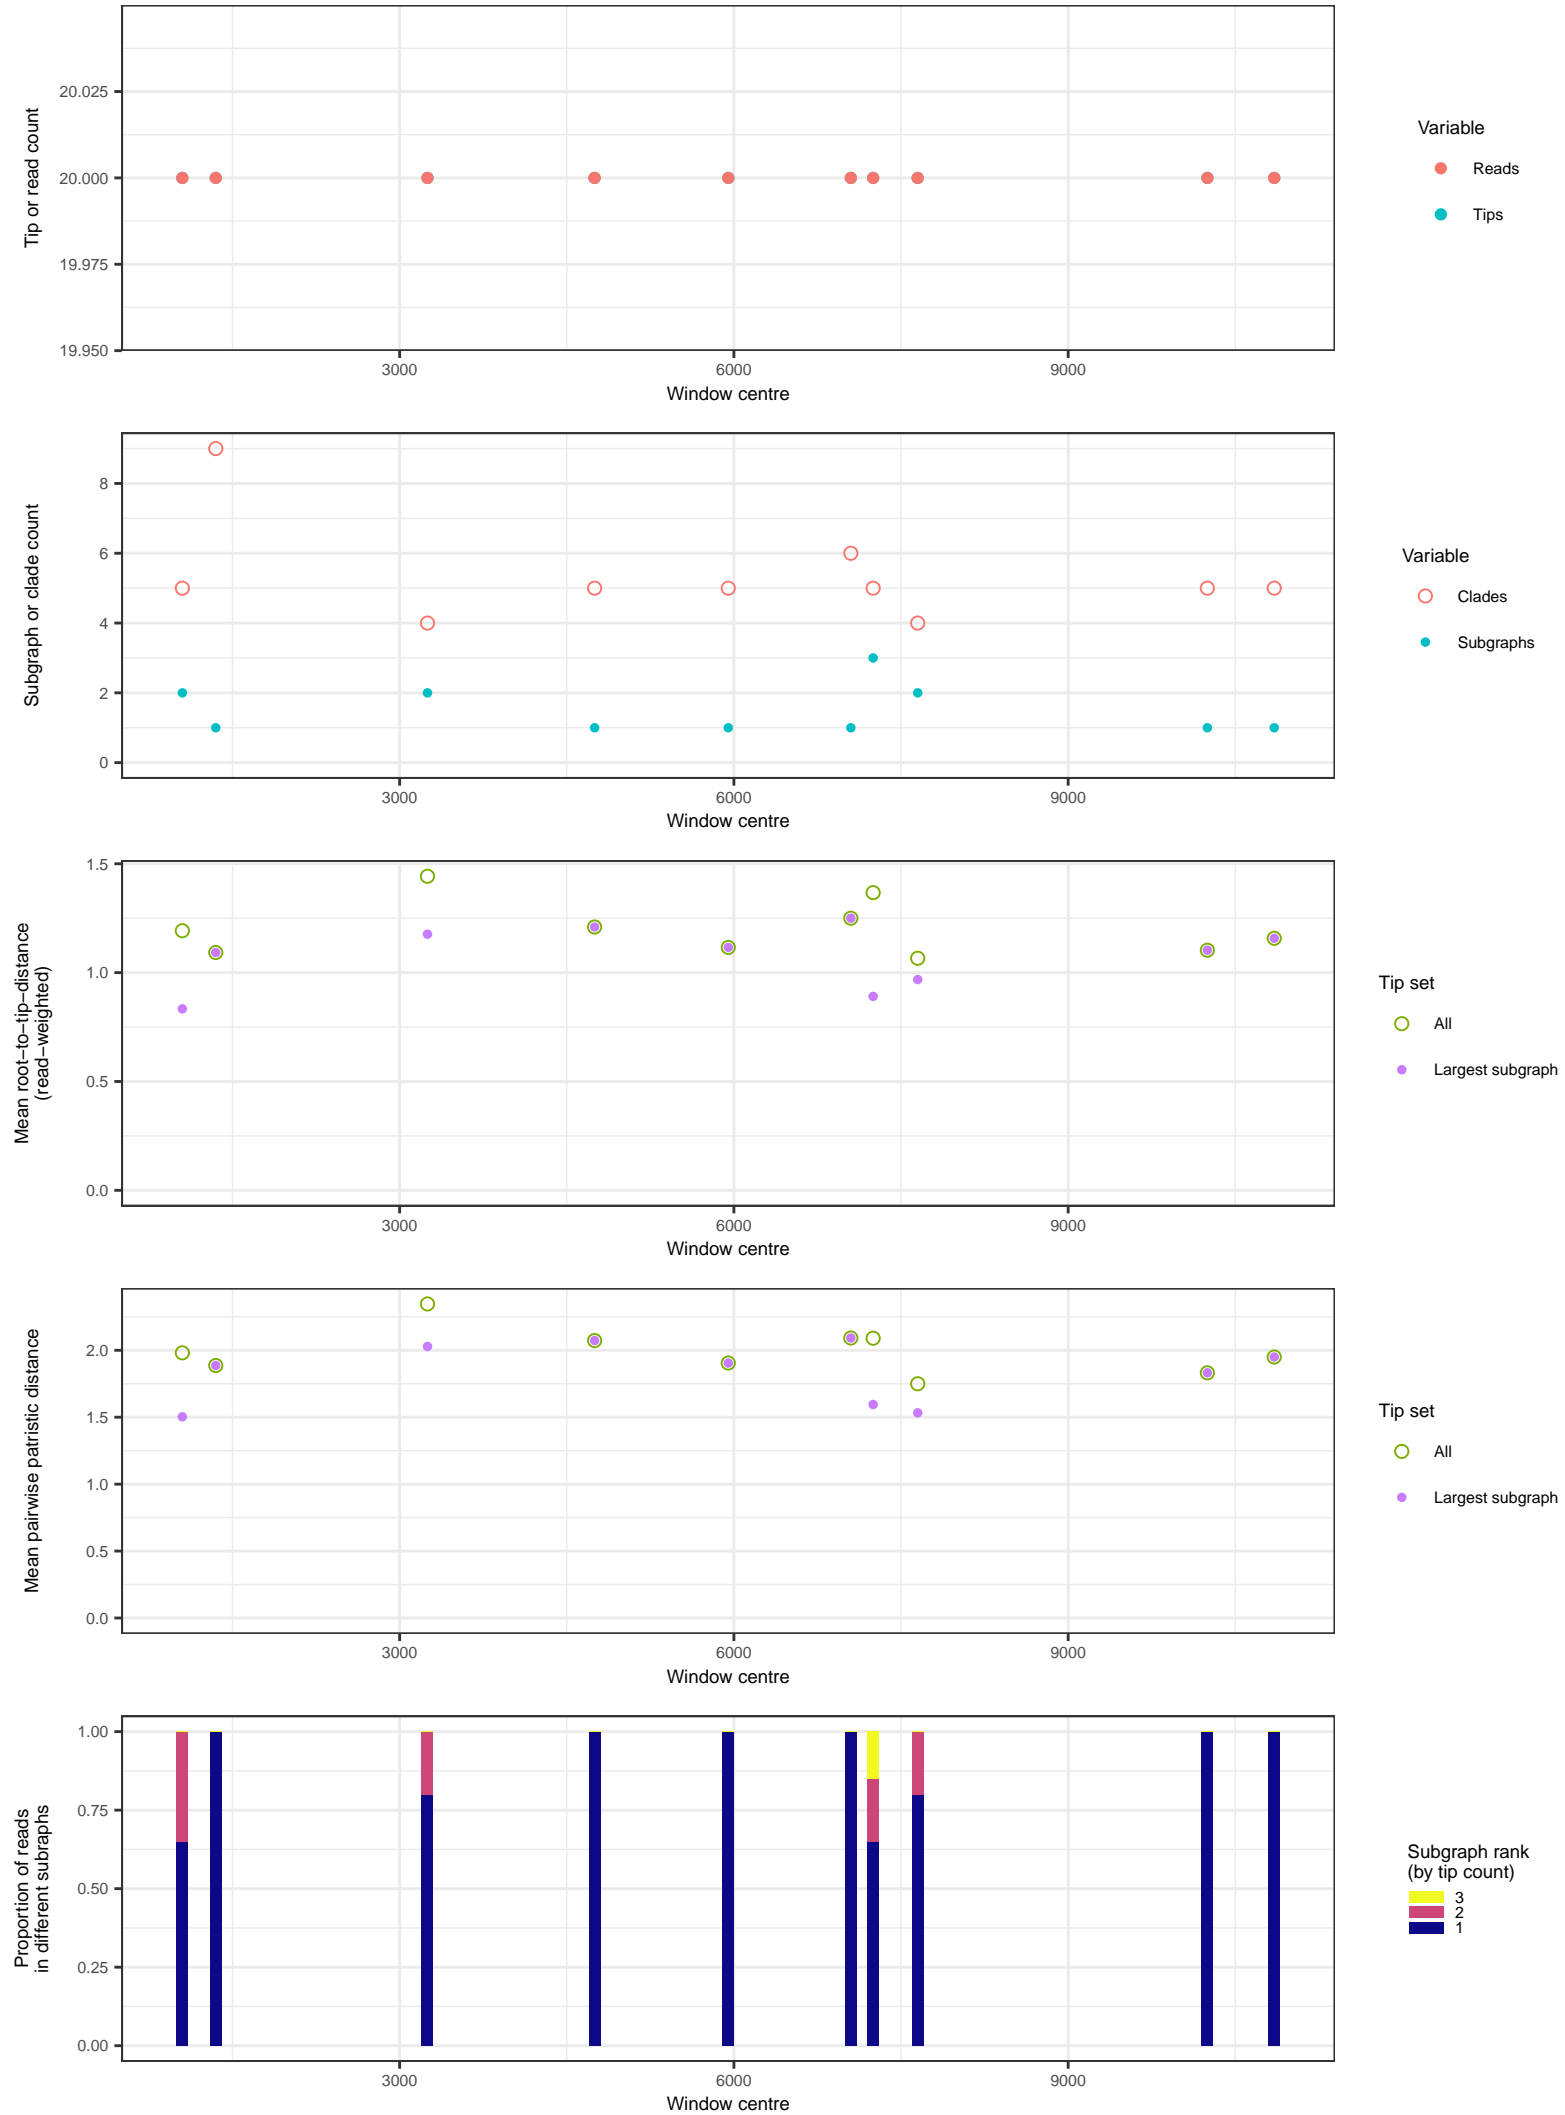 20.025
20.000
19.975
19.950
Tip or read count
3000 6000 9000
Window centre
Variable
Reads
Tips
8
6
4
2
0
Subgraph or clade count
3000 6000 9000
Window centre
Variable
Clades
Subgraphs
1.5
1.0
0.5
0.0
Mean root−to−tip−distance
(read−weighted)
3000 6000 9000
Window centre
Tip set
All
Largest subgraph
2.0
1.5
1.0
0.5
0.0
Mean pairwise patristic distance
3000 6000 9000
Window centre
Tip set
All
Largest subgraph
1.00
0.75
0.50
0.25
0.00
Proportion of reads
in different subraphs
3000 6000 9000
Window centre
Subgraph rank
(by tip count)
3
2
1